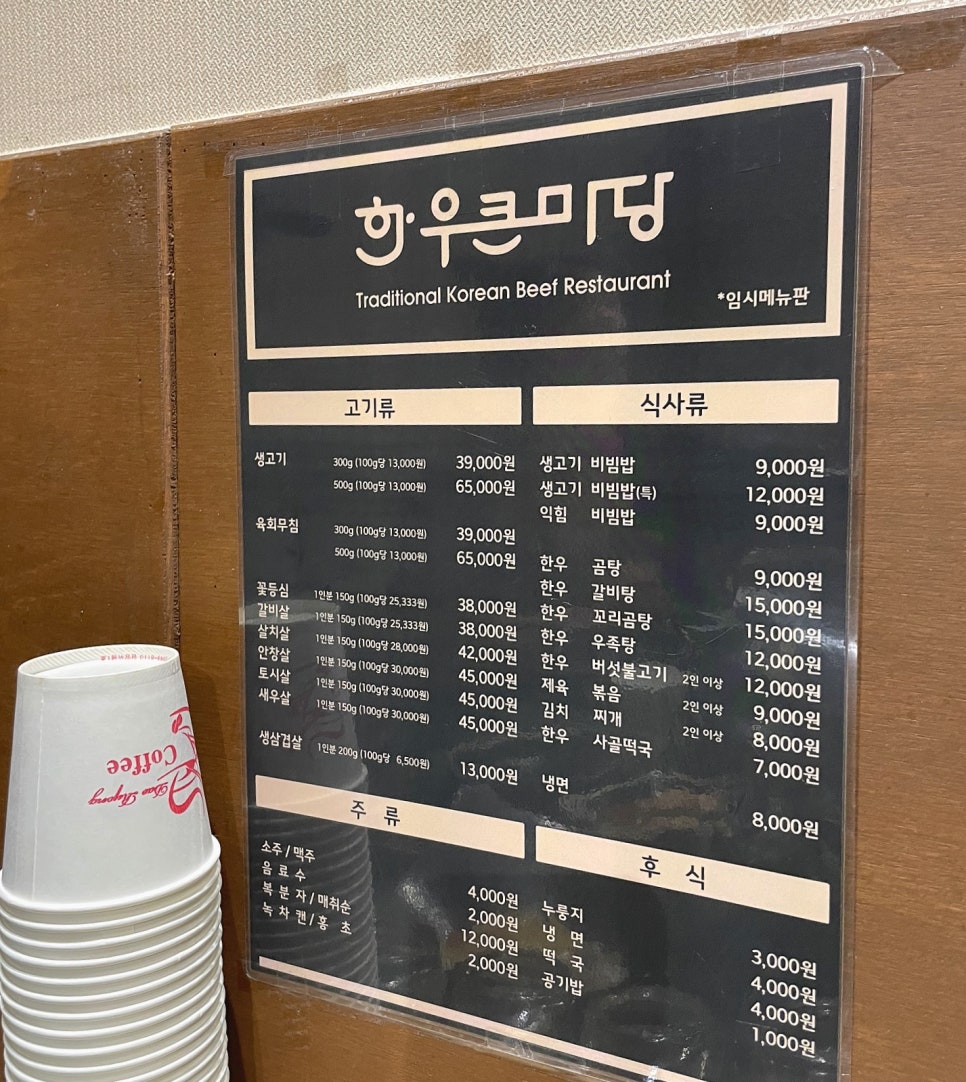 한우큰마당
Traditional Korean Beef Restaurant
*임시메뉴판
고기류
생고기 300g (100g당 13,000원) 39,000원
500g (100g당 13,000원) 65,000원
육회무침 300g (100g당 13,000원) 39,000원
500g (100g당 13,000원) 65,000원
꽃등심 1인분 150g (100g당 25,333원) 38,000원
갈비살 1인분 150g (100g당 25,333원) 38,000원
살치살 1인분 150g (100g당 28,000원) 42,000원
안창살 1인분 150g (100g당 30,000원) 45,000원
토시살 1인분 150g (100g당 30,000원) 45,000원
새우살 1인분 150g (100g당 30,000원) 45,000원
생삼겹살 1인분 200g (100g당 6,500원) 13,000원
식사류
생고기 비빔밥 9,000원
생고기 비빔밥(특) 12,000원
익힘 비빔밥 9,000원
한우 곰탕 9,000원
한우 갈비탕 15,000원
한우 꼬리곰탕 15,000원
한우 우족탕 12,000원
한우 버섯불고기 2인 이상 12,000원
제육 볶음 2인 이상 9,000원
김치 찌개 2인 이상 8,000원
한우 사골떡국 7,000원
냉면 8,000원
주 류
소주 / 맥주 4,000원
음 료 수 2,000원
복 분 자 / 매취순 12,000원
녹 차 캔 / 홍 초 2,000원
후 식
누룽지 3,000원
냉 면 4,000원
떡 국 4,000원
공기밥 1,000원
Coffee